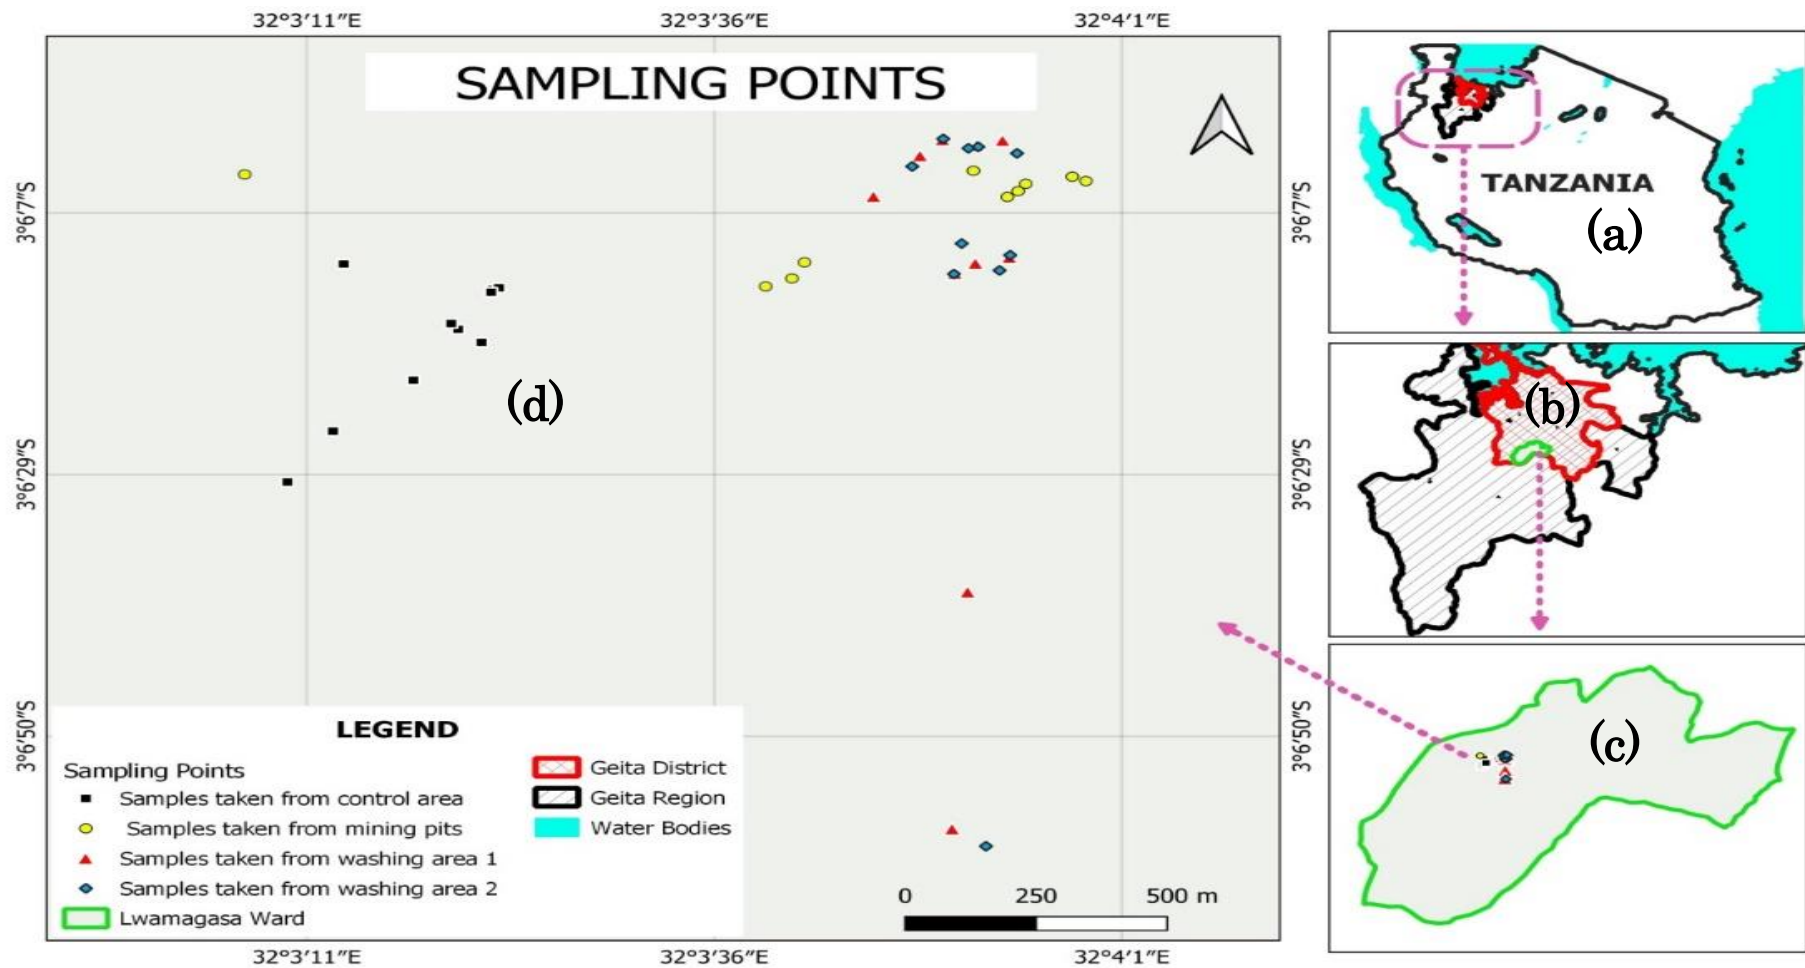 32°3'11"E 32°3'36"E 32°4'1"E
SAMPLING POINTS
3°6'7"S 3°6'7"S
TANZANIA
(a)
(b)
(d)
3°6'29"S 3°6'29"S
3°6'50"S 3°6'50"S
(c)
LEGEND
Sampling Points
Samples taken from control area
Samples taken from mining pits
Samples taken from washing area 1
Samples taken from washing area 2
Lwamagasa Ward
Geita District
Geita Region
Water Bodies
0 250 500 m
32°3'11"E 32°3'36"E 32°4'1"E